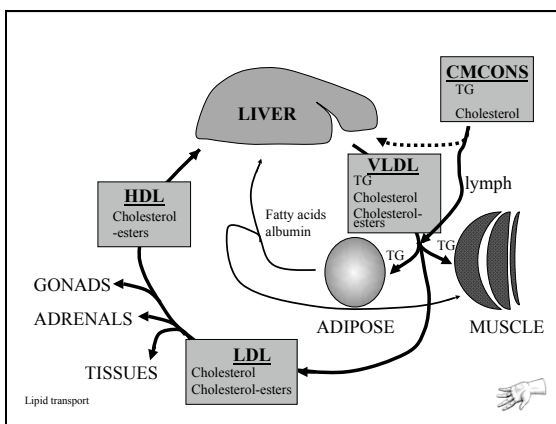 CMCONS
TG
Cholesterol
LIVER
VLDL
TG
Cholesterol
Cholesterol-
esters
lymph
HDL
Cholesterol
-esters
Fatty acids
albumin
TG
TG
GONADS
ADRENALS
TISSUES
ADIPOSE
MUSCLE
LDL
Cholesterol
Cholesterol-esters
Lipid transport